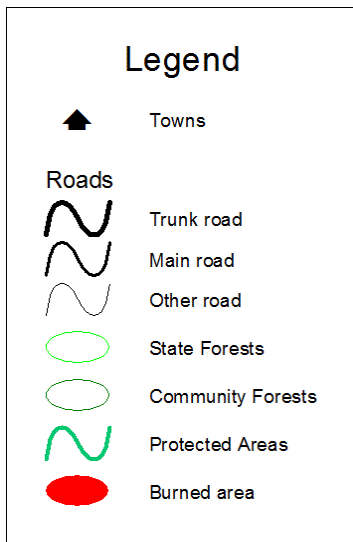 Legend
Towns
Roads
Trunk road
Main road
Other road
State Forests
Community Forests
Protected Areas
Burned area